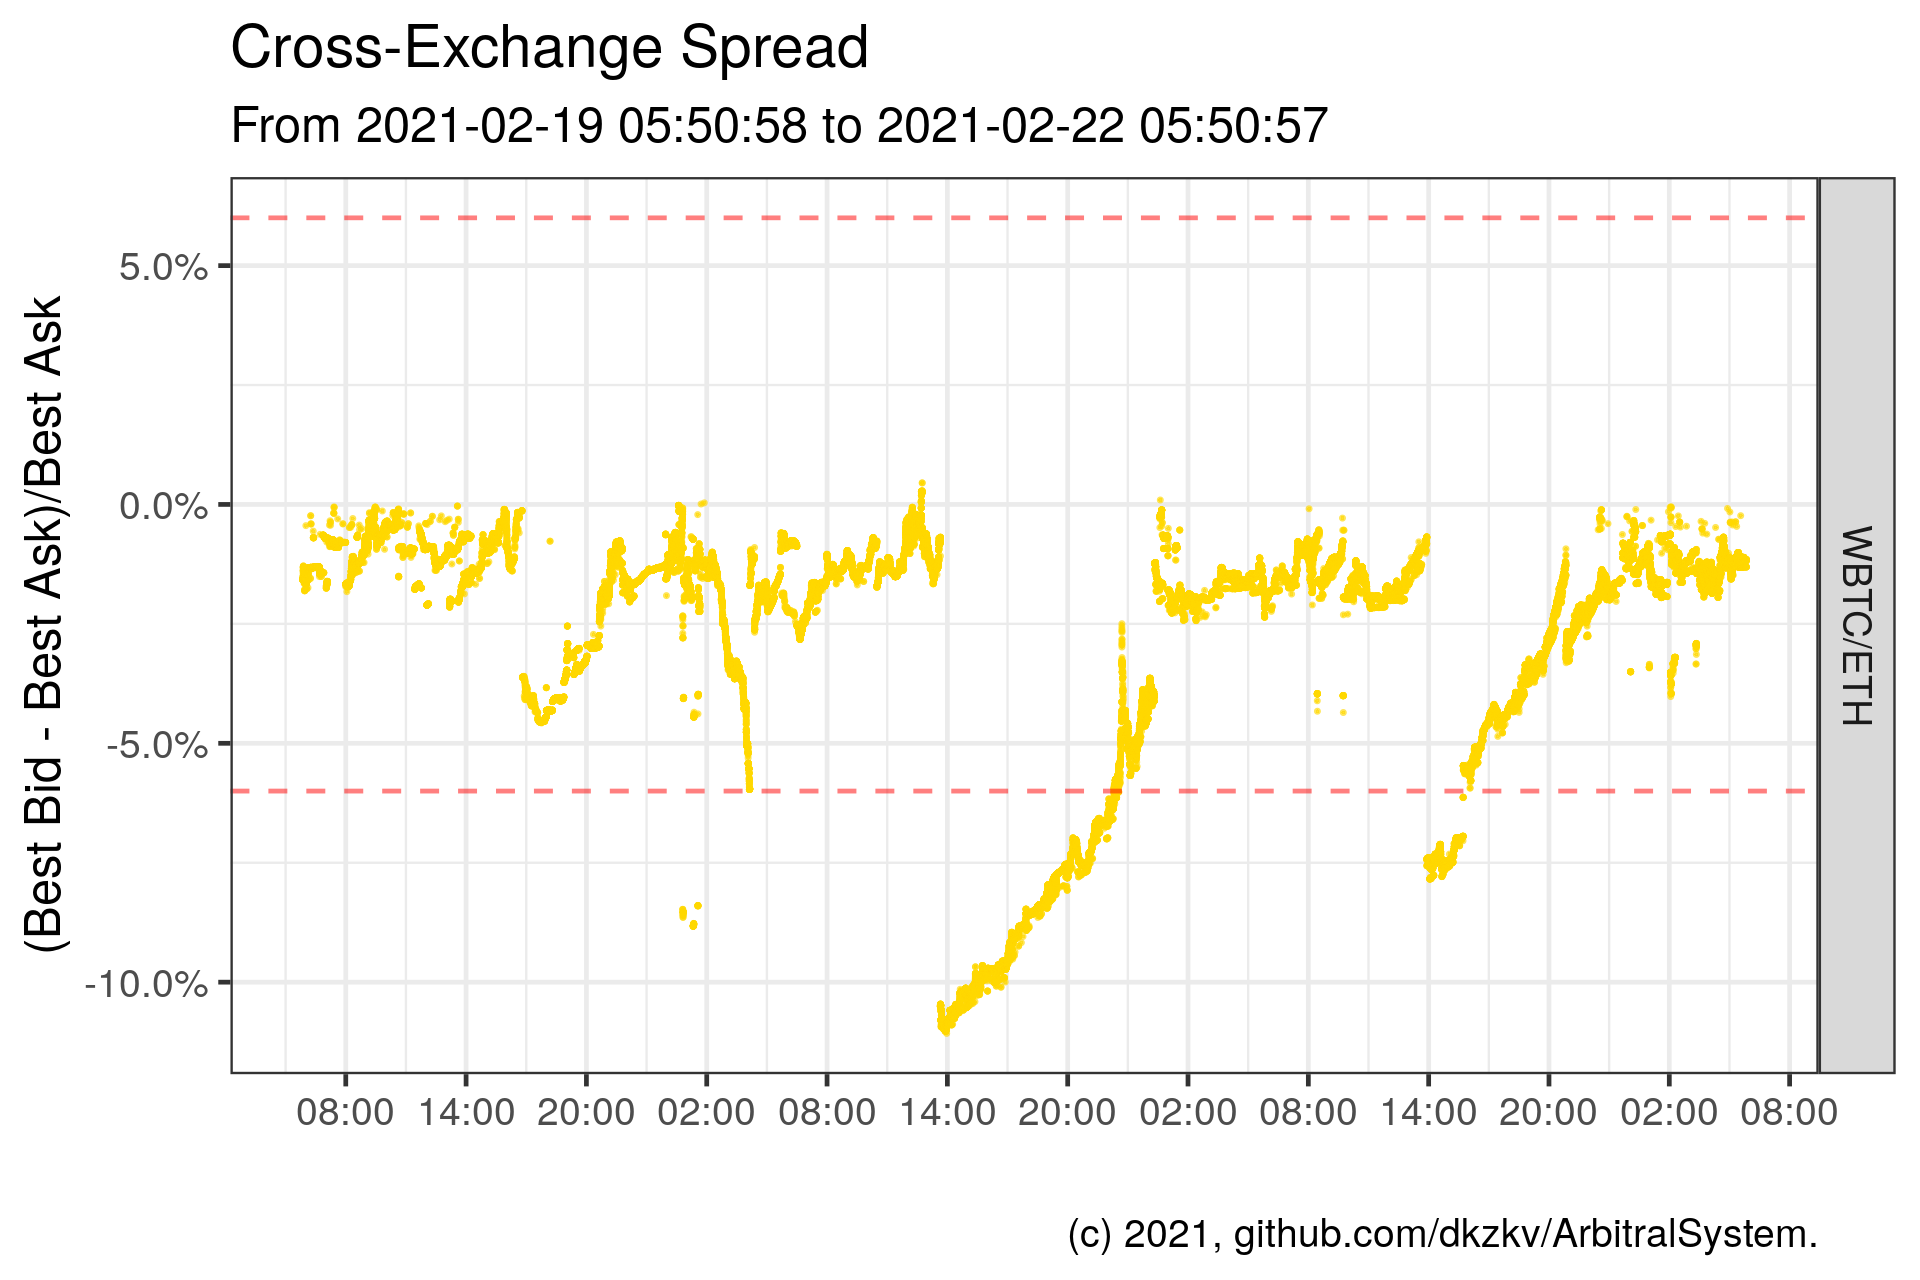 Cross-Exchange Spread
From 2021-02-19 05:50:58 to 2021-02-22 05:50:57
(Best Bid - Best Ask)/Best Ask
5.0%
0.0%
-5.0%
-10.0%
WBTC/ETH
08:00 14:00 20:00 02:00 08:00 14:00 20:00 02:00 08:00 14:00 20:00 02:00 08:00
(c) 2021, github.com/dkzkv/ArbitralSystem.